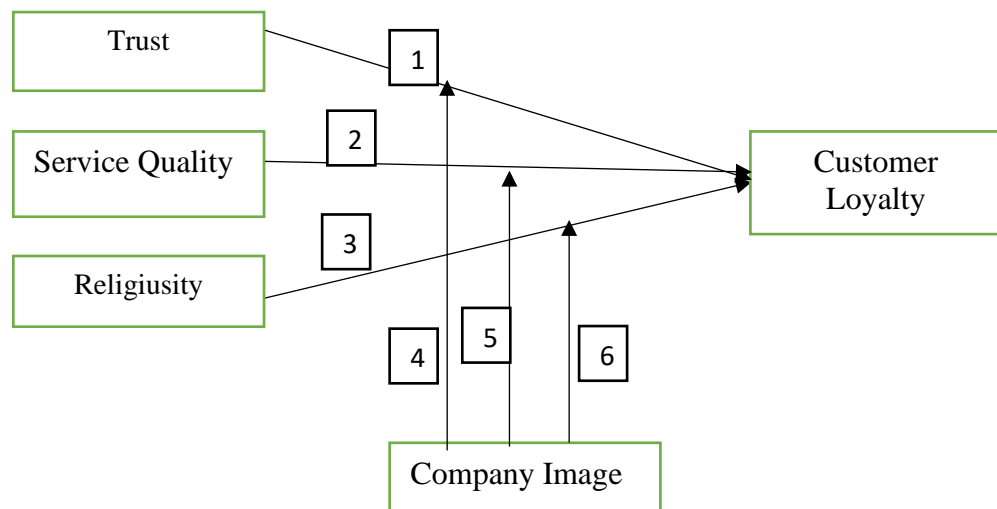 Trust
1
2
Service Quality
Customer
Loyalty
3
Religiusity
4
5
6
Company Image